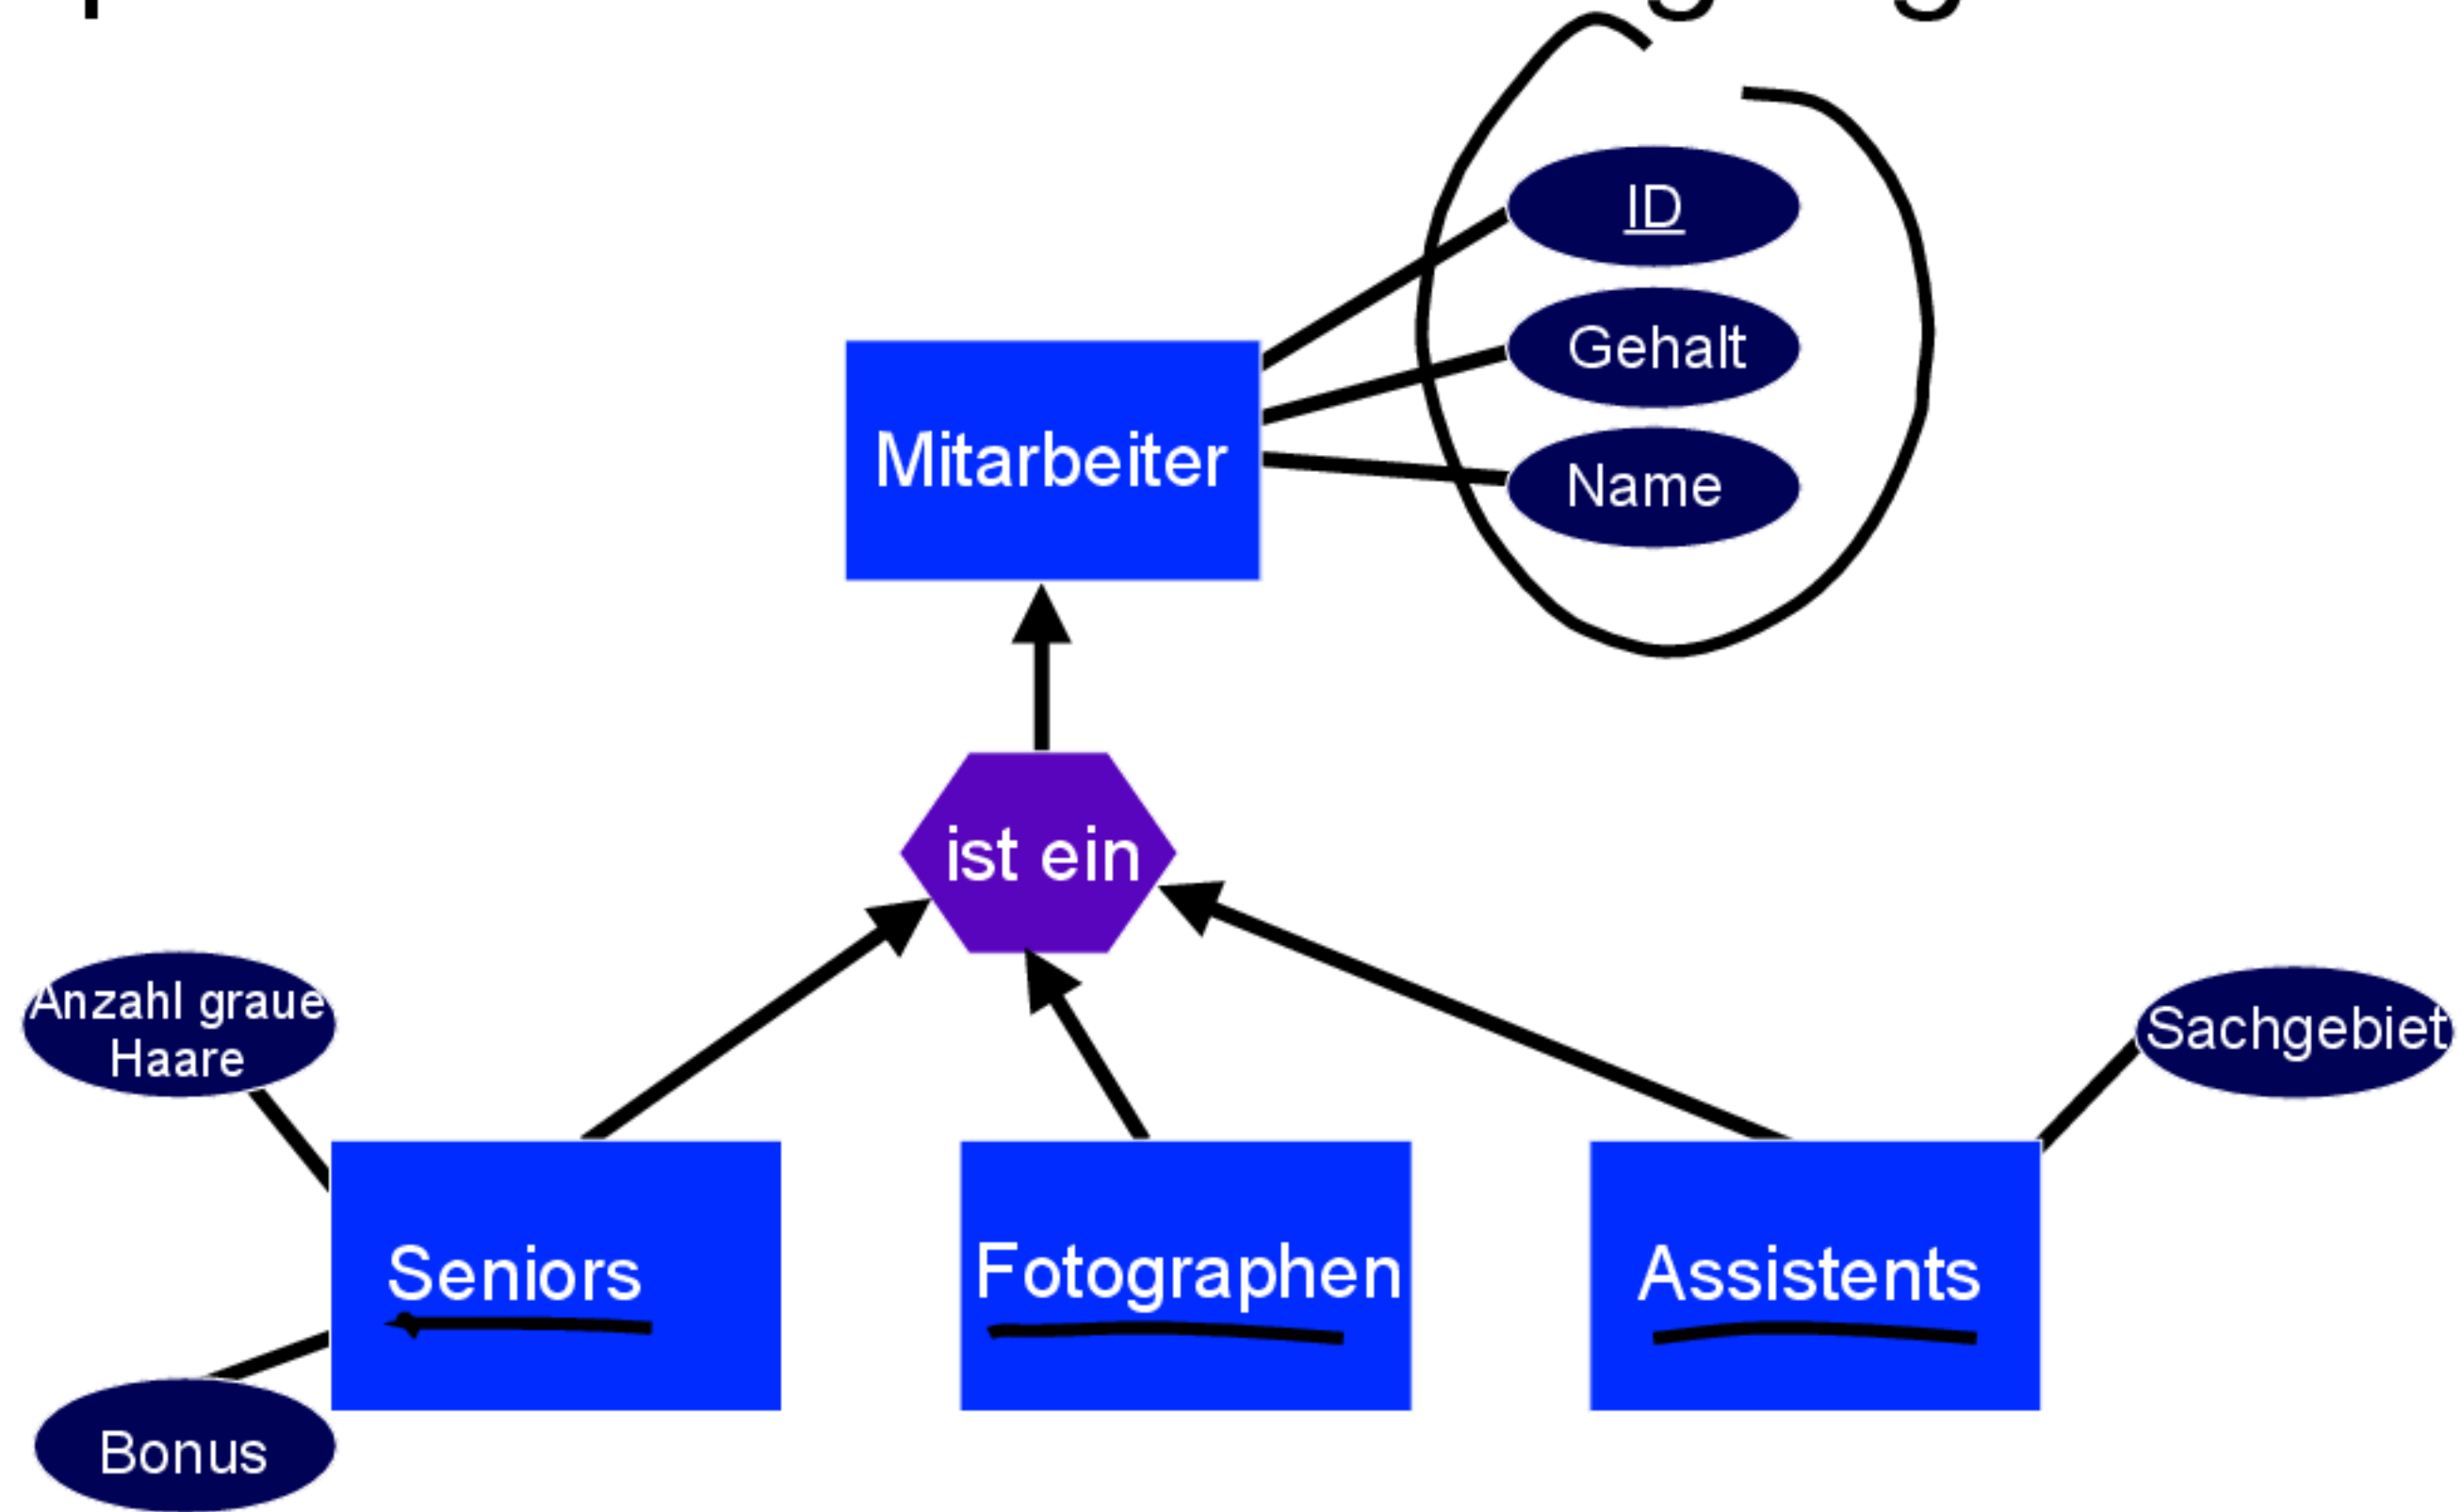 ID
Gehalt
Mitarbeiter
Name
ist ein
Anzahl graue
Haare
Sachgebiet
Seniors
Fotographen
Assistents
Bonus